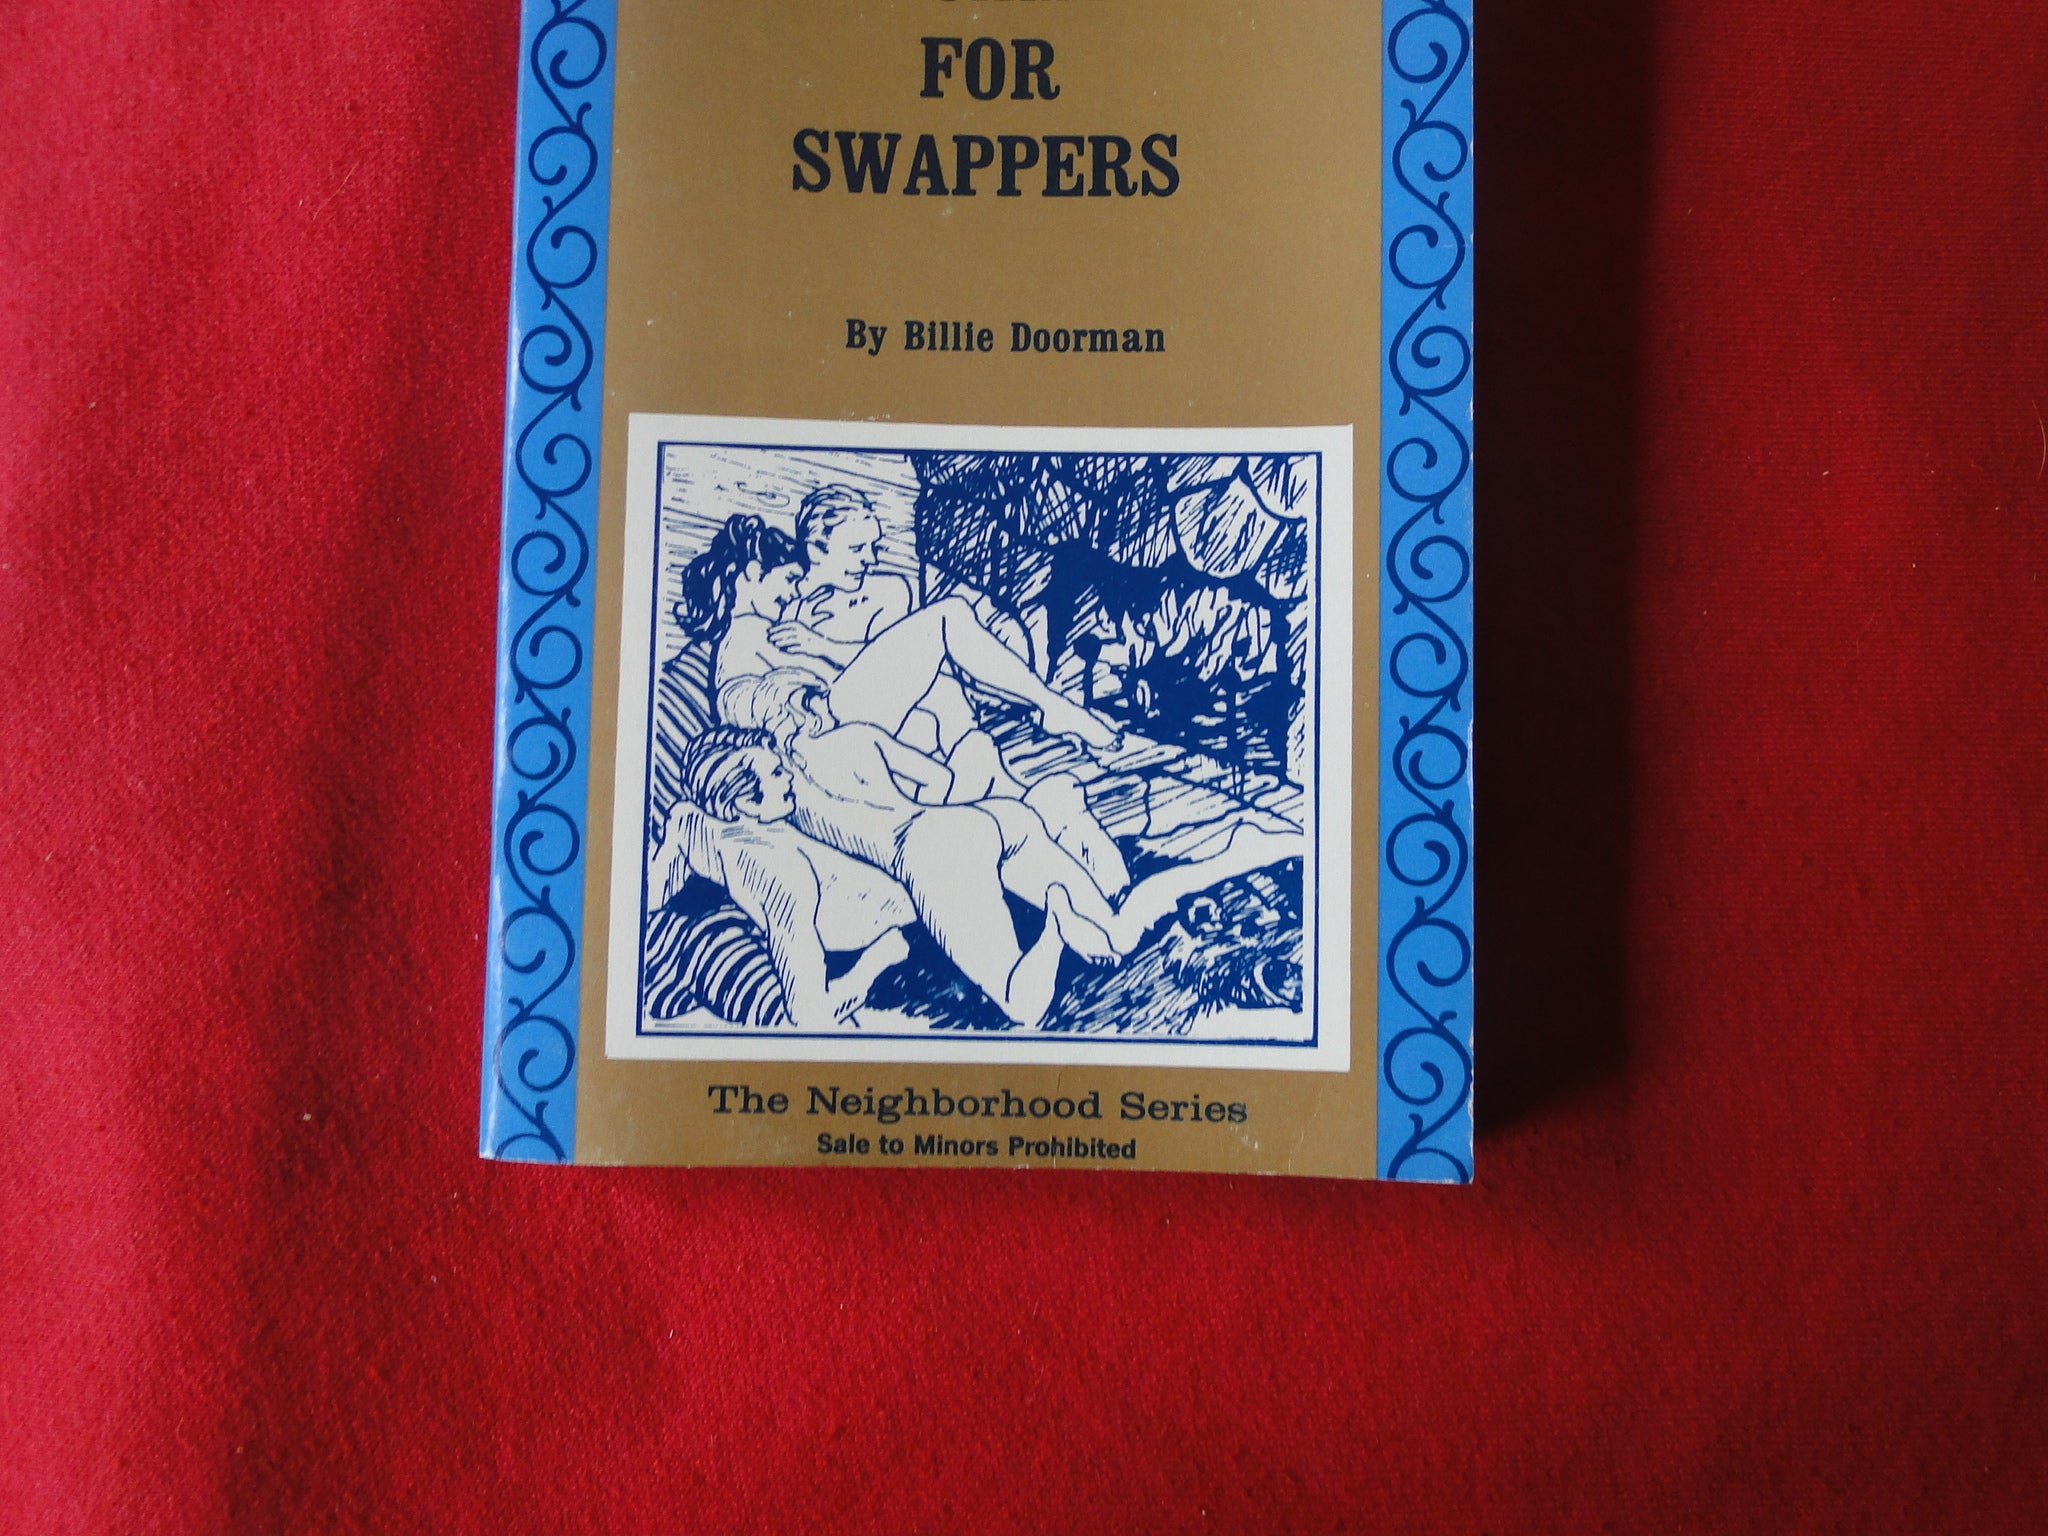 FOR
SWAPPERS
By Billie Doorman
The Neighborhood Series
Sale to Minors Prohibited